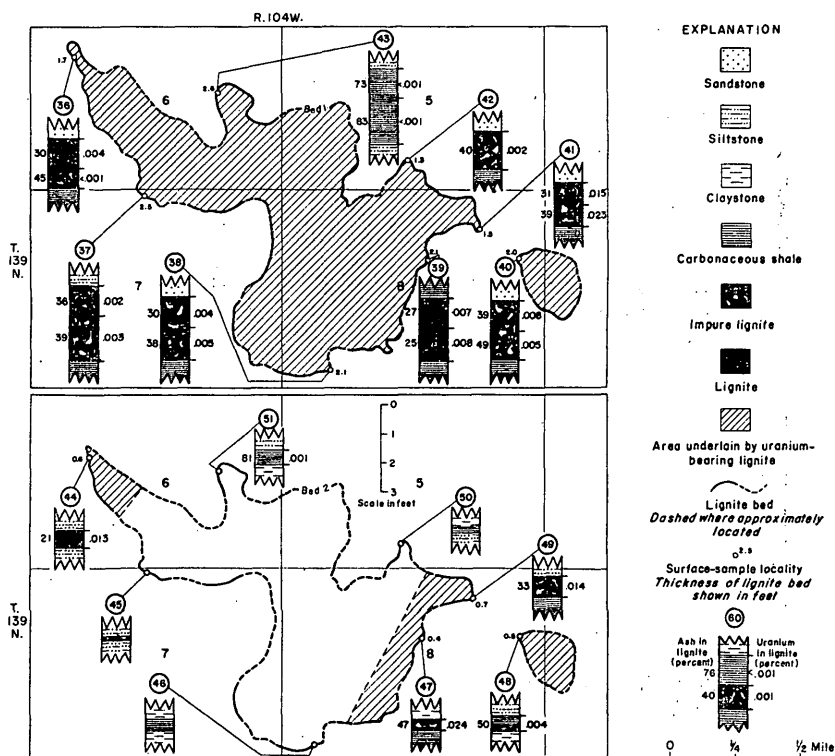 R. 104 W.
43
1.7
2.6
6
73
.001
83
.001
5
Bed 1
42
40
.002
1.3
41
31
.015
39
.023
1.3
36
30
.004
45
<.001
2.5
37
36
.002
39
.003
T.
139
N.
7
38
30
.004
38
.005
2.1
2.1
8
39
27
.007
25
.008
2.0
40
39
.006
49
.005
51
81
.001
0
1
2
3
Scale in feet
0.6
6
Bed 2
5
44
21
.013
50
49
33
.014
0.7
45
T.
139
N.
7
46
0.4
8
47
47
.024
48
50
.004
EXPLANATION
Sandstone
Siltstone
Claystone
Carbonaceous shale
Impure lignite
Lignite
Area underlain by uranium-
bearing lignite
Lignite bed
Dashed where approximately
located
2.5
Surface-sample locality
Thickness of lignite bed
shown in feet
60
Ash in
lignite
(percent)
76
40
Uranium
in lignite
(percent)
<.001
.001
0
1/4
1/2 Mile